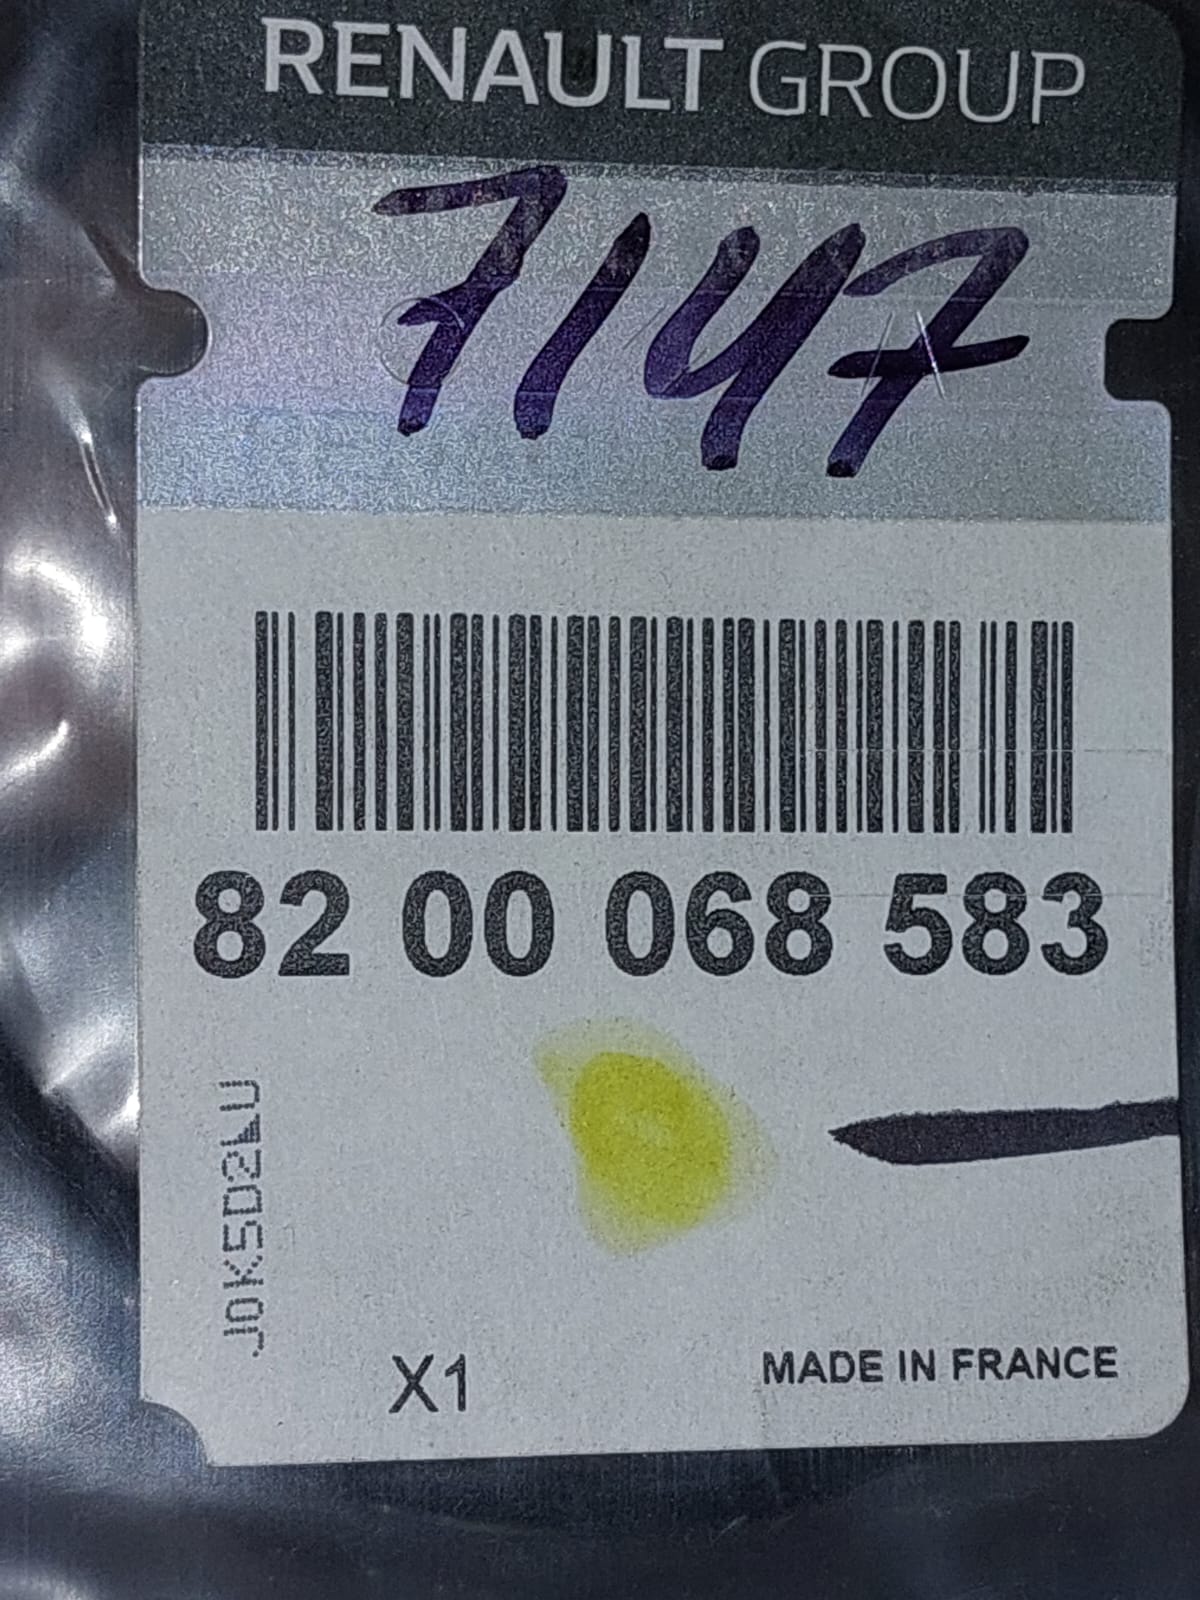 RENAULT GROUP
7147
82 00 068 583
J0K5D2LU
X1
MADE IN FRANCE